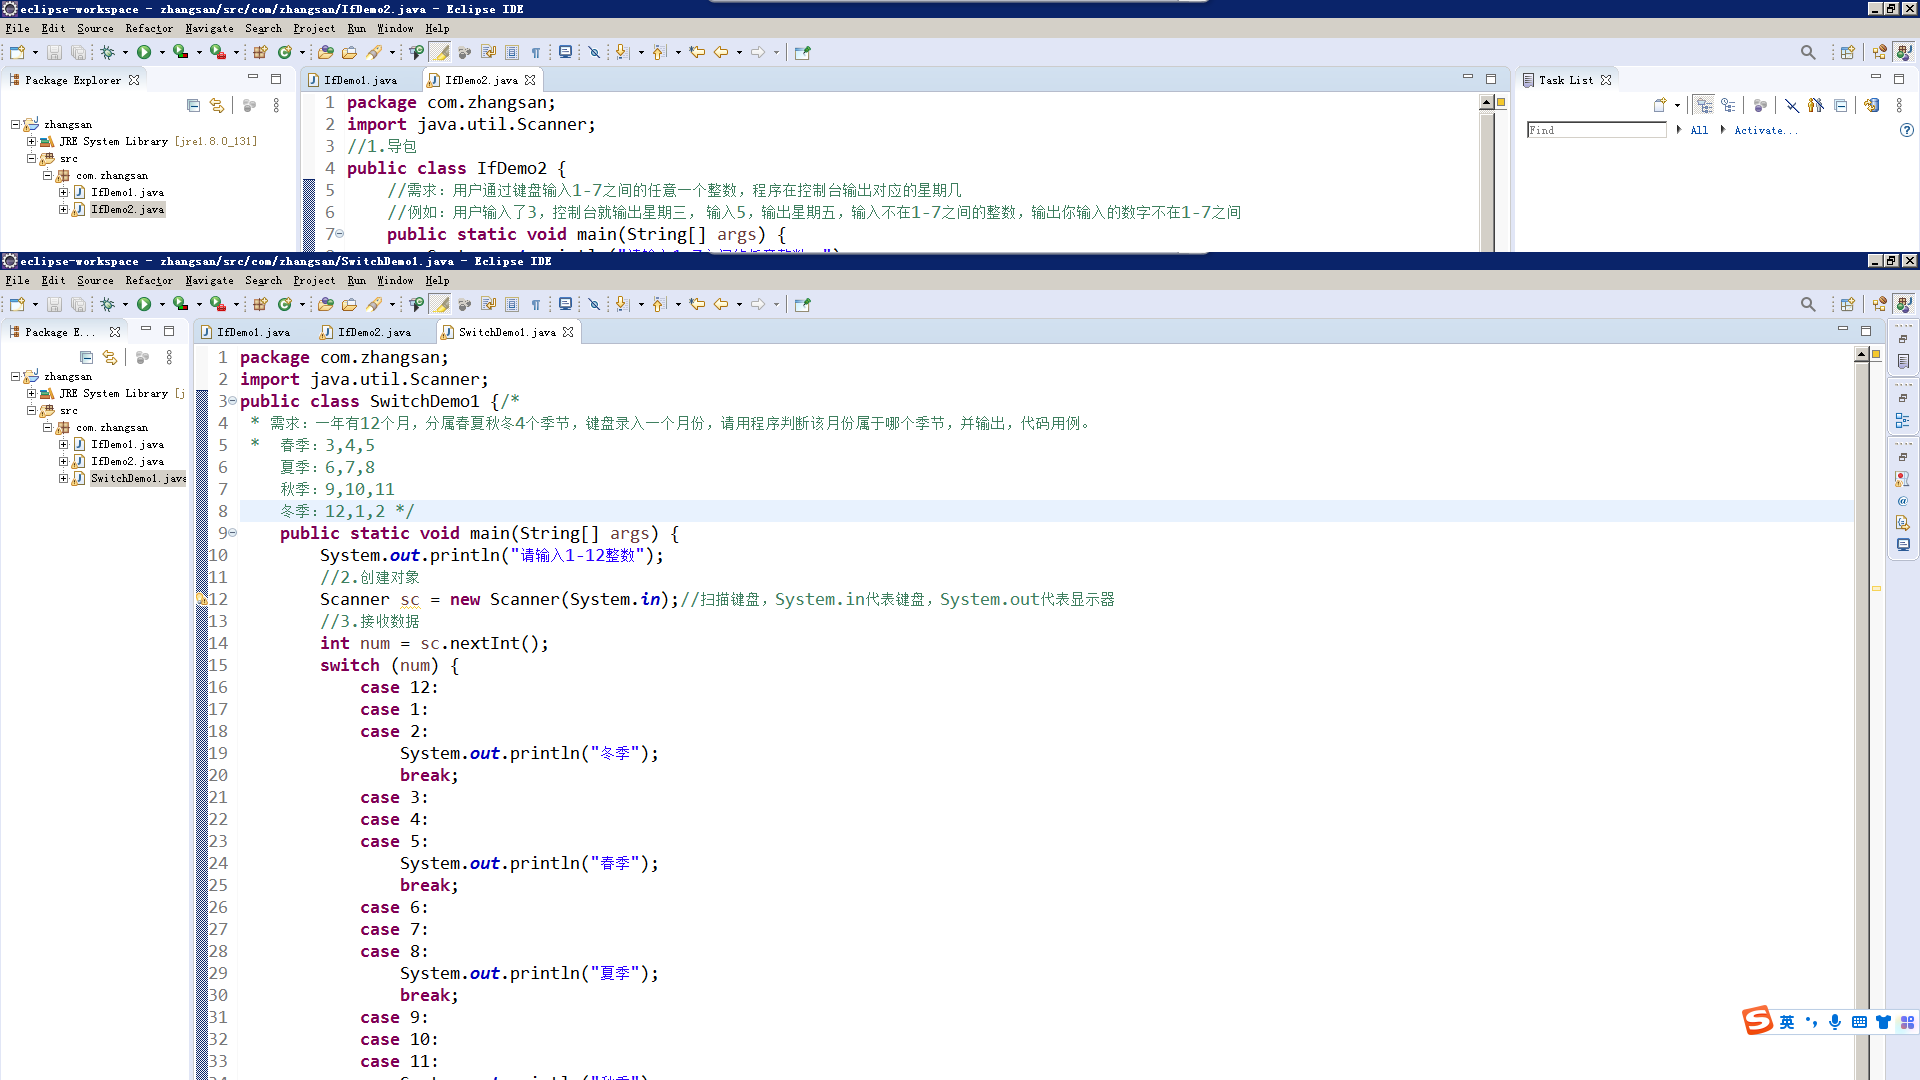 eclipse-workspace - zhangsan/src/com/zhangsan/IfDemo2.java - Eclipse IDE
File Edit Source Refactor Navigate Search Project Run Window Help
Package Explorer
IfDemo1.java
IfDemo2.java
Task List
Find
All
Activate...
zhangsan
JRE System Library [jre1.8.0_131]
src
com.zhangsan
IfDemo1.java
IfDemo2.java
1 package com.zhangsan;
2 import java.util.Scanner;
3 //1.导包
4 public class IfDemo2 {
5 //需求：用户通过键盘输入1-7之间的任意一个整数，程序在控制台输出对应的星期几
6 //例如：用户输入了3，控制台就输出星期三， 输入5，输出星期五，输入不在1-7之间的整数，输出你输入的数字不在1-7之间
7 public static void main(String[] args) {
eclipse-workspace - zhangsan/src/com/zhangsan/SwitchDemo1.java - Eclipse IDE
File Edit Source Refactor Navigate Search Project Run Window Help
Package E...
IfDemo1.java
IfDemo2.java
SwitchDemo1.java
zhangsan
JRE System Library [j
src
com.zhangsan
IfDemo1.java
IfDemo2.java
SwitchDemo1.java
1 package com.zhangsan;
2 import java.util.Scanner;
3 public class SwitchDemo1 {/*
4 * 需求：一年有12个月，分属春夏秋冬4个季节，键盘录入一个月份，请用程序判断该月份属于哪个季节，并输出，代码用例。
5 * 春季：3,4,5
6 夏季：6,7,8
7 秋季：9,10,11
8 冬季：12,1,2 */
9 public static void main(String[] args) {
10 System.out.println("请输入1-12整数");
11 //2.创建对象
12 Scanner sc = new Scanner(System.in);//扫描键盘，System.in代表键盘，System.out代表显示器
13 //3.接收数据
14 int num = sc.nextInt();
15 switch (num) {
16 case 12:
17 case 1:
18 case 2:
19 System.out.println("冬季");
20 break;
21 case 3:
22 case 4:
23 case 5:
24 System.out.println("春季");
25 break;
26 case 6:
27 case 7:
28 case 8:
29 System.out.println("夏季");
30 break;
31 case 9:
32 case 10:
33 case 11:
英